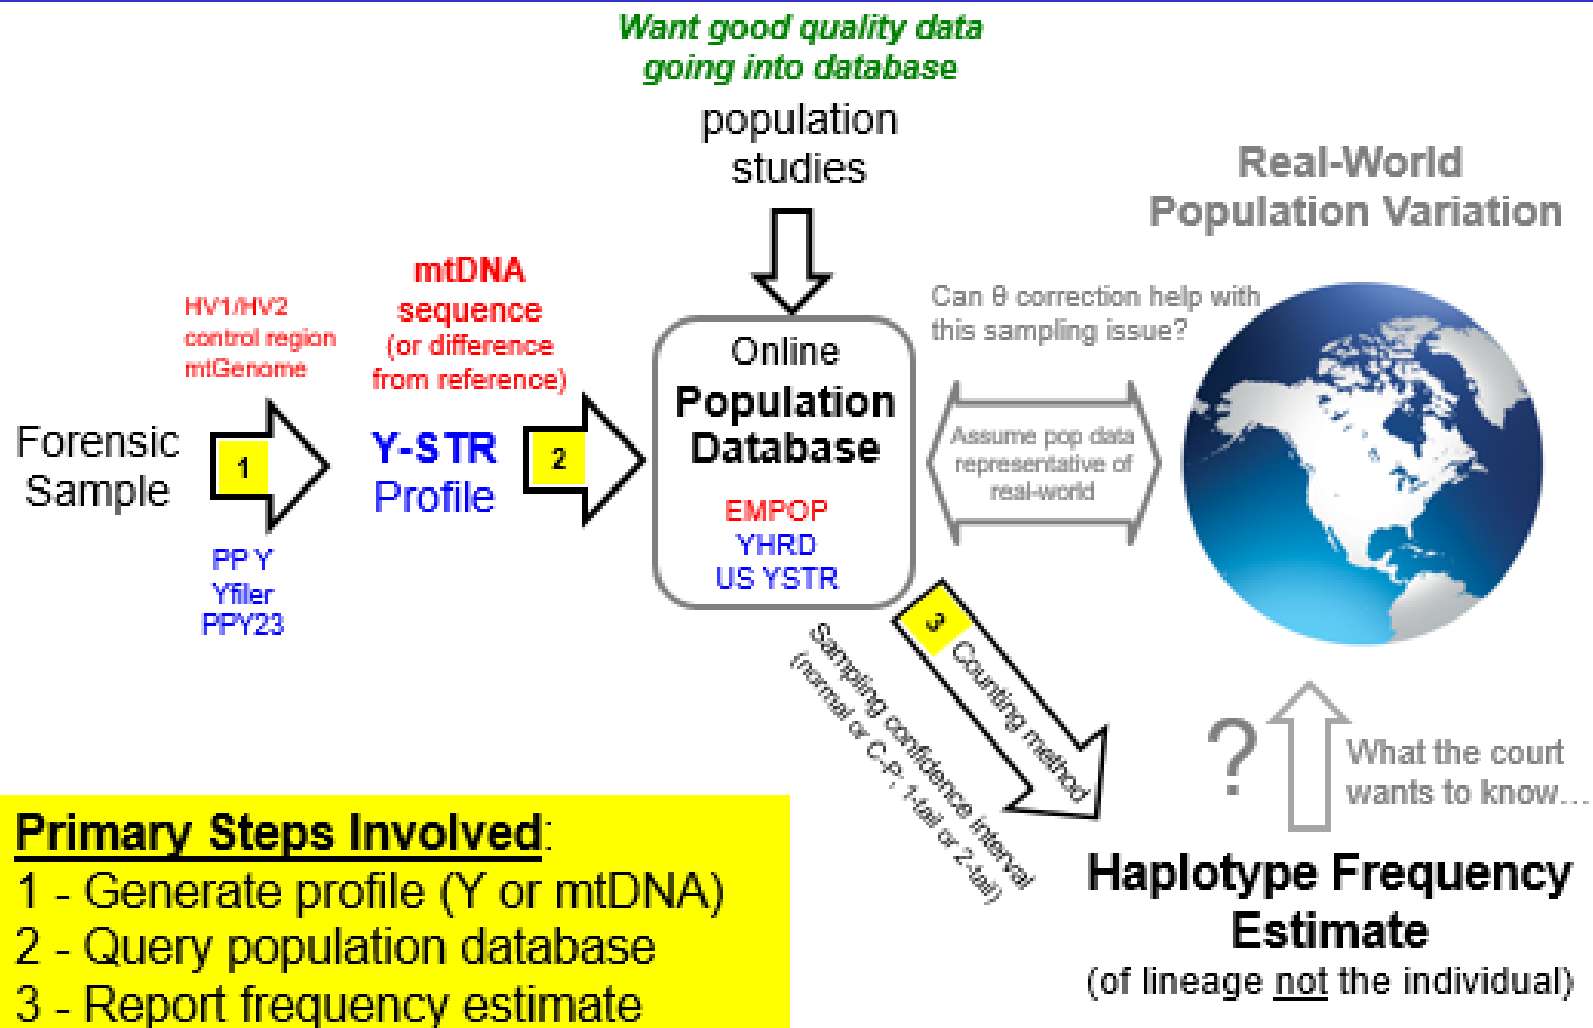 Want good quality data
going into database
population
studies
Real-World
Population Variation
HV1/HV2
control region
mtGenome
mtDNA
sequence
(or difference
from reference)
Can θ correction help with
this sampling issue?
Forensic
Sample
1
Y-STR
Profile
2
Online
Population
Database
EMPOP
YHRD
US YSTR
Assume pop data
representative of
real-world
PP Y
Yfiler
PPY23
3
Counting method
Sampling confidence interval
(normal or C-P; 1-tail or 2-tail)
?
What the court
wants to know…
Haplotype Frequency
Estimate
(of lineage not the individual)
Primary Steps Involved:
1 - Generate profile (Y or mtDNA)
2 - Query population database
3 - Report frequency estimate